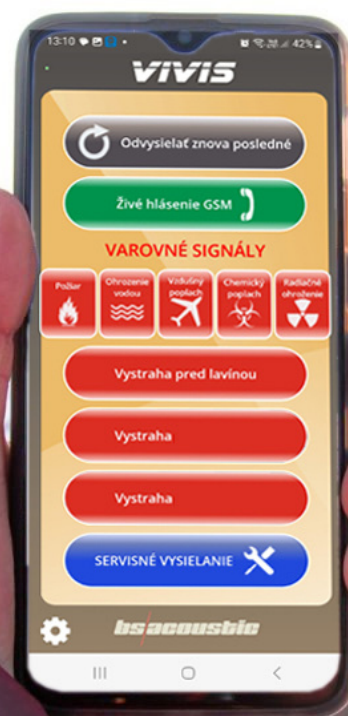 13:10
42%
VIVIS
Odvysielať znova posledné
Živé hlásenie GSM
VAROVNÉ SIGNÁLY
Požiar
Ohrozenie
vodou
Vzdušný
poplach
Chemický
poplach
Radiačné
ohrozenie
Vystraha pred lavínou
Vystraha
Vystraha
SERVISNÉ VYSIELANIE
bsacoustic